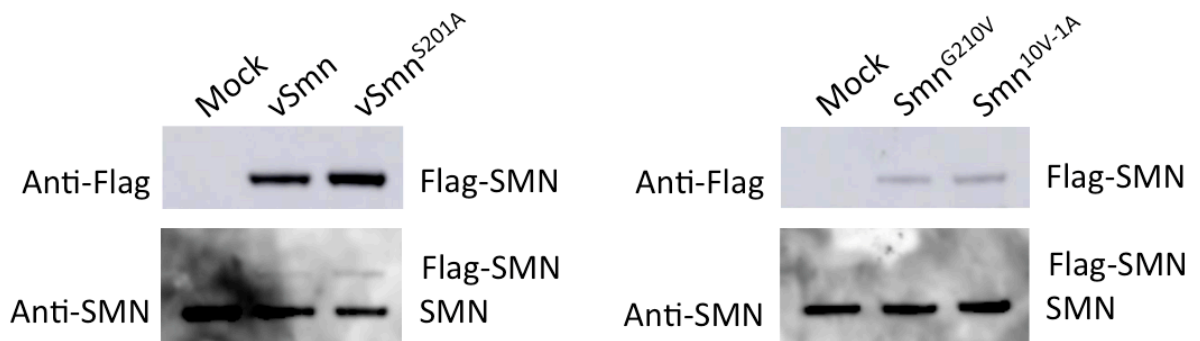 Mock vSmn vSmn^S201A
Anti-Flag Flag-SMN
Flag-SMN
Anti-SMN SMN
Mock Smn^G210V Smn^10V-1A
Anti-Flag Flag-SMN
Flag-SMN
Anti-SMN SMN